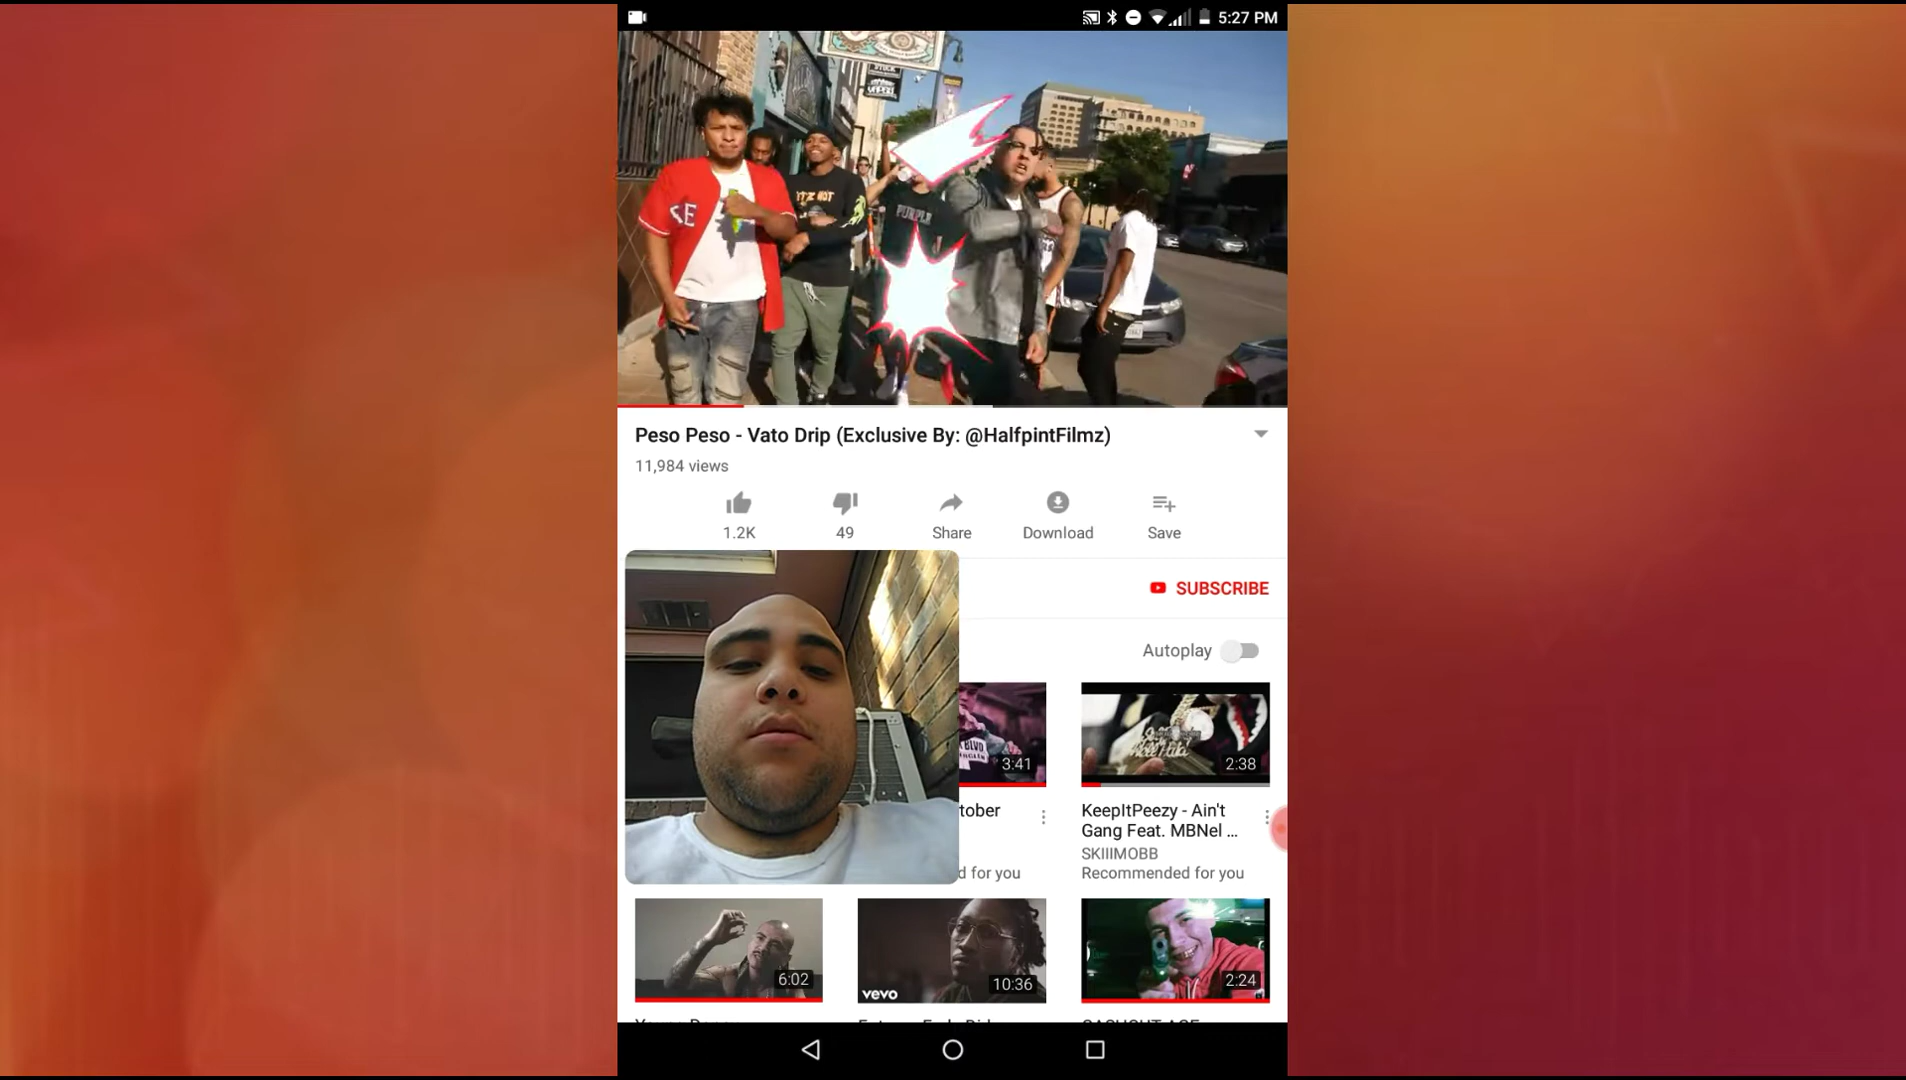 5:27 PM
PURPLE
Peso Peso - Vato Drip (Exclusive By: @HalfpintFilmz)
11,984 views
1.2K
49
Share
Download
Save
SUBSCRIBE
Autoplay
BLVD
3:41
2:38
tober
KeepItPeezy - Ain't
Gang Feat. MBNel ...
SKIIIMOBB
d for you
Recommended for you
6:02
vevo
10:36
2:24